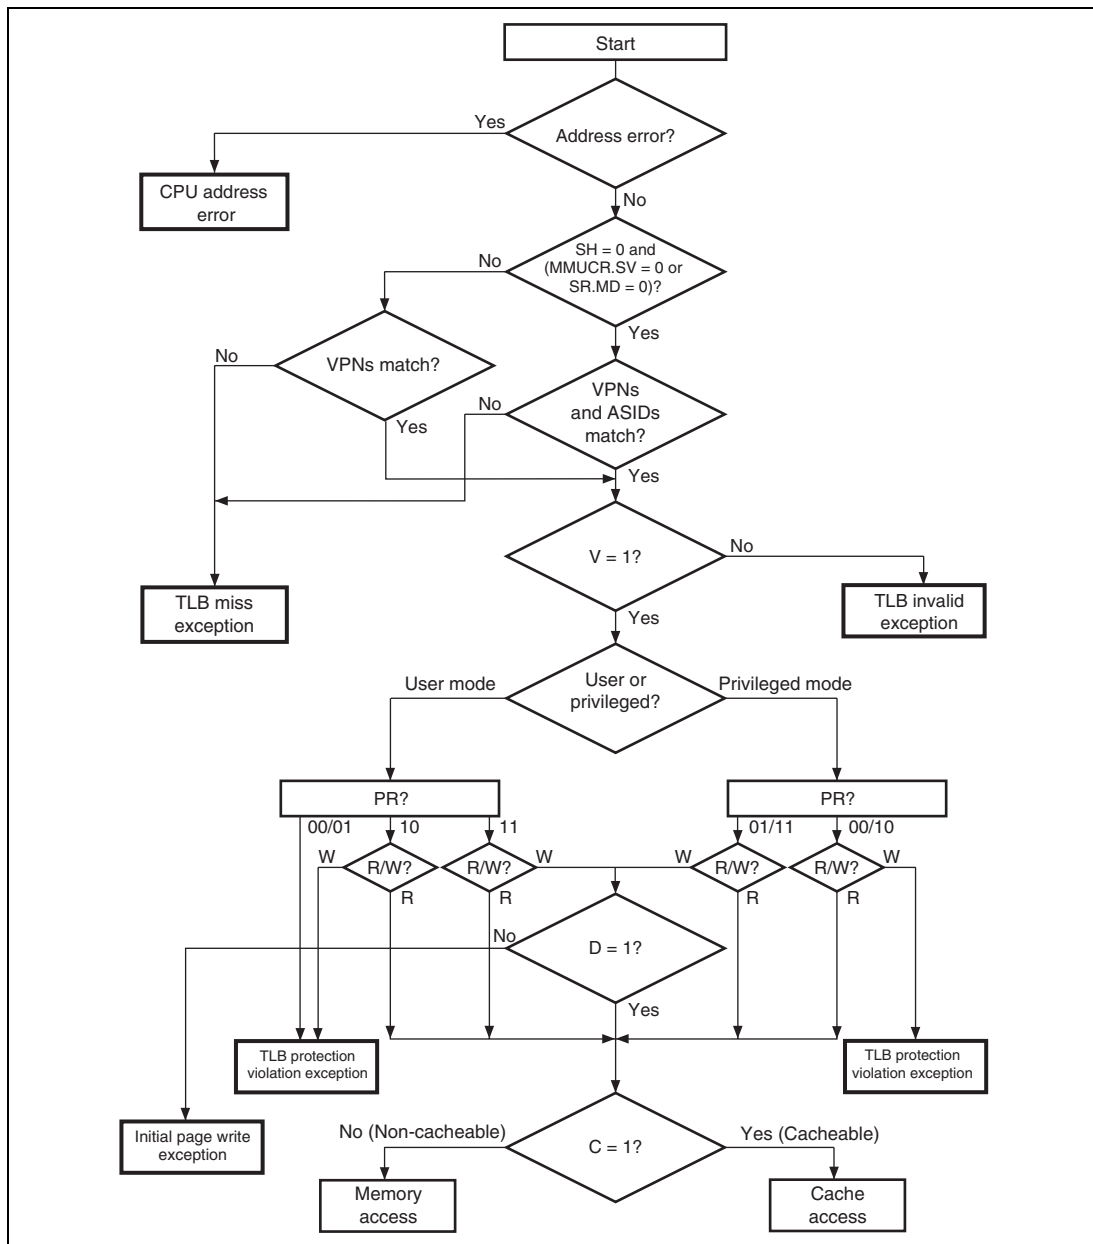 Start
Yes
Address error?
CPU address
error
No
SH = 0 and
(MMUCR.SV = 0 or
SR.MD = 0)?
No
Yes
VPNs match?
No
Yes
VPNs
and ASIDs
match?
No
Yes
V = 1?
No
TLB miss
exception
TLB invalid
exception
Yes
User or
privileged?
User mode
Privileged mode
PR?
PR?
00/01
10
11
01/11
00/10
W
R/W?
R/W?
W
W
R/W?
R/W?
W
R
R
R
R
No
D = 1?
Yes
TLB protection
violation exception
TLB protection
violation exception
Initial page write
exception
No (Non-cacheable)
C = 1?
Yes (Cacheable)
Memory
access
Cache
access